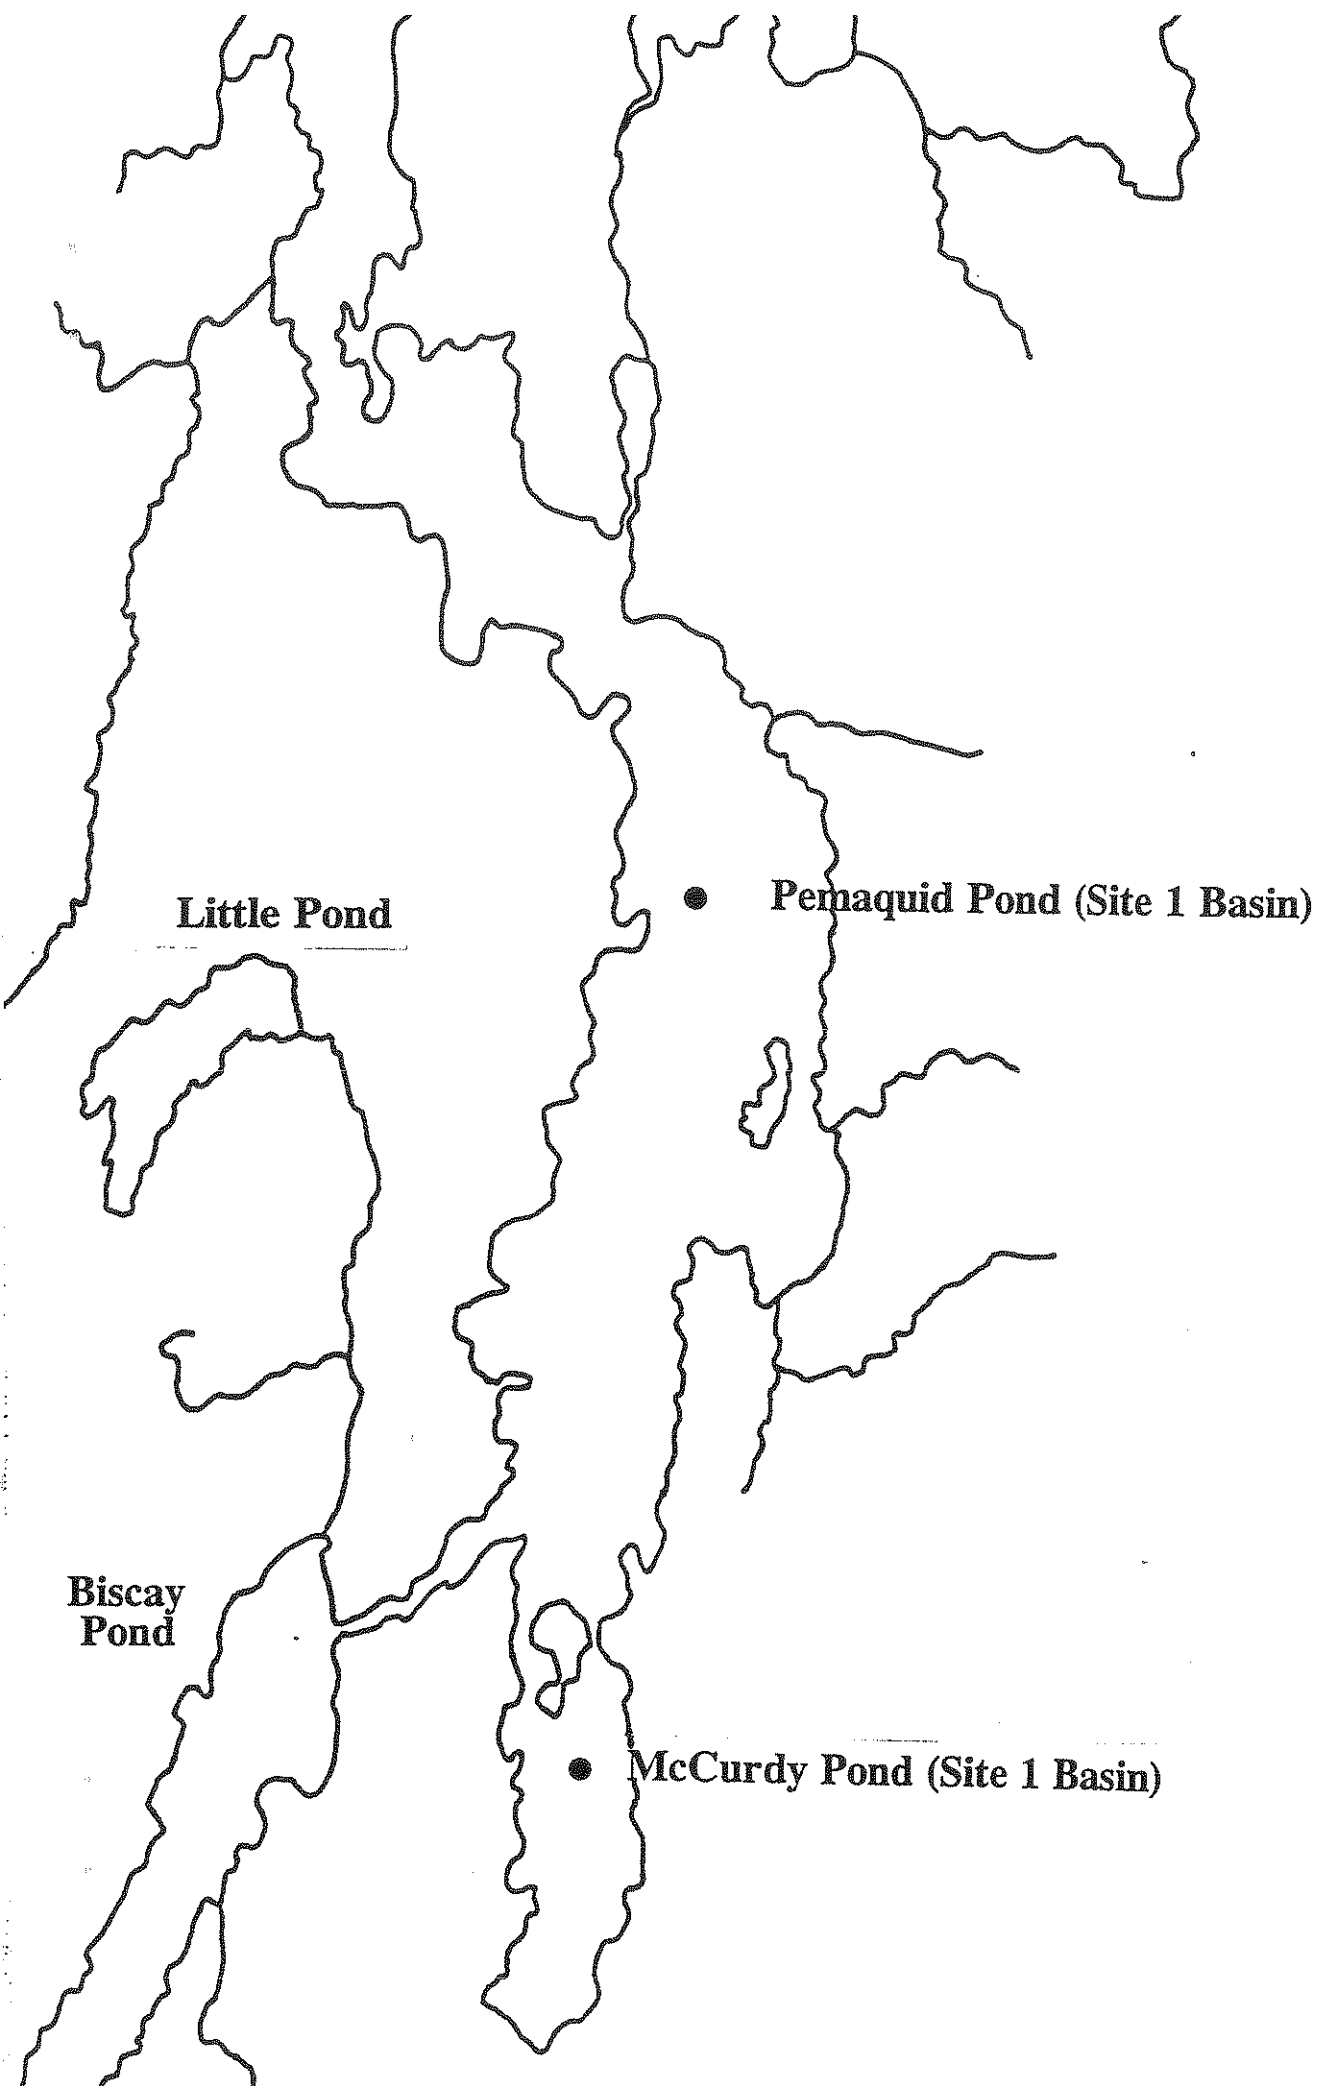 Pemaquid Pond (Site 1 Basin)
Little Pond
Biscay
Pond
McCurdy Pond (Site 1 Basin)